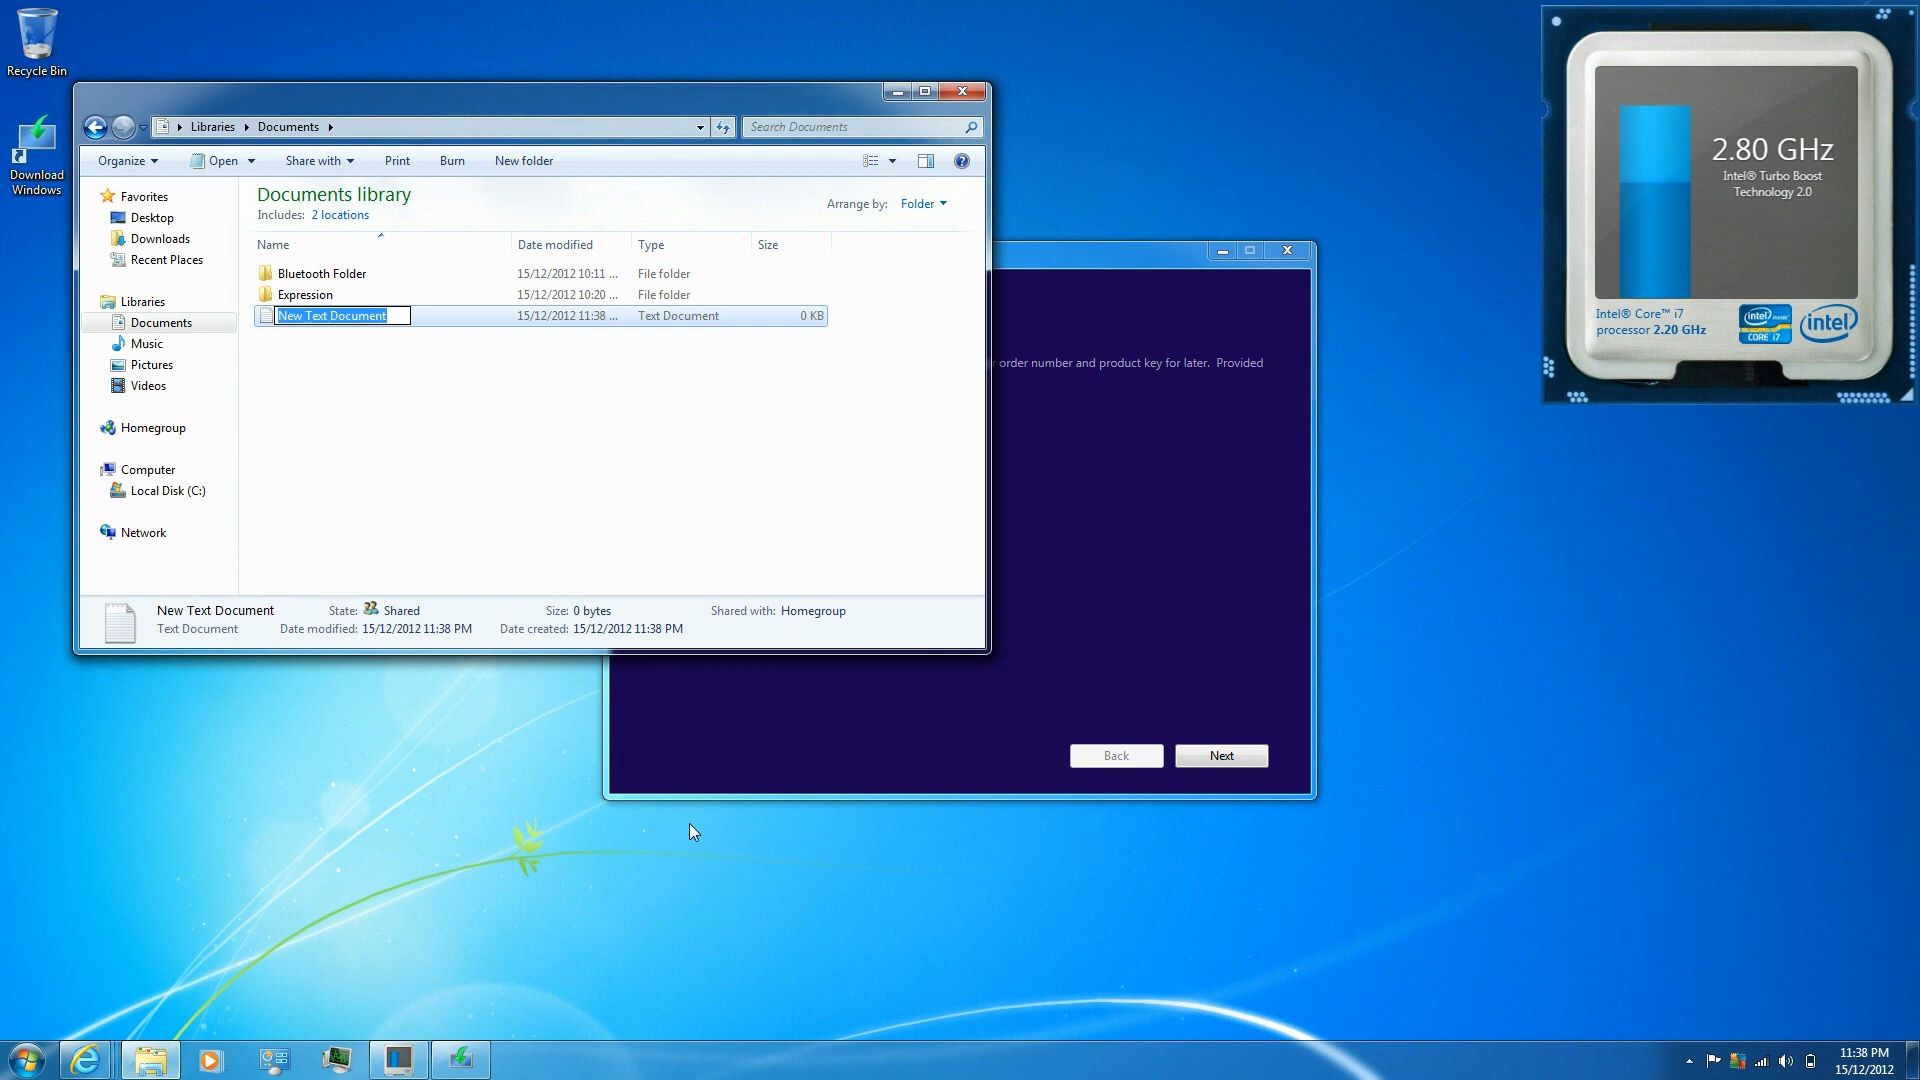 Recycle Bin
Download
Windows
Libraries
Documents
Search Documents
Organize
Open
Share with
Print
Burn
New folder
Favorites
Desktop
Downloads
Recent Places
Libraries
Documents
Music
Pictures
Videos
Homegroup
Computer
Local Disk (C:)
Network
Documents library
Includes: 2 locations
Arrange by: Folder
Name Date modified Type Size
Bluetooth Folder 15/12/2012 10:11 ... File folder
Expression 15/12/2012 10:20 ... File folder
New Text Document 15/12/2012 11:38 ... Text Document 0 KB
New Text Document State: Shared Size: 0 bytes Shared with: Homegroup
Text Document Date modified: 15/12/2012 11:38 PM Date created: 15/12/2012 11:38 PM
order number and product key for later. Provided
Back Next
2.80 GHz
Intel® Turbo Boost
Technology 2.0
Intel® Core™ i7
processor 2.20 GHz
intel inside
CORE i7
intel
11:38 PM
15/12/2012